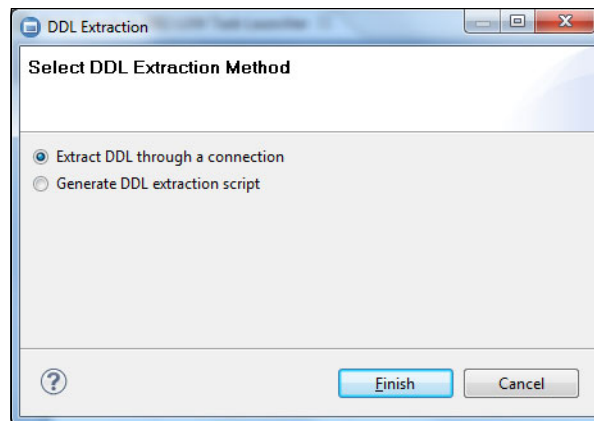 DDL Extraction
Select DDL Extraction Method
Extract DDL through a connection
Generate DDL extraction script
Finish
Cancel